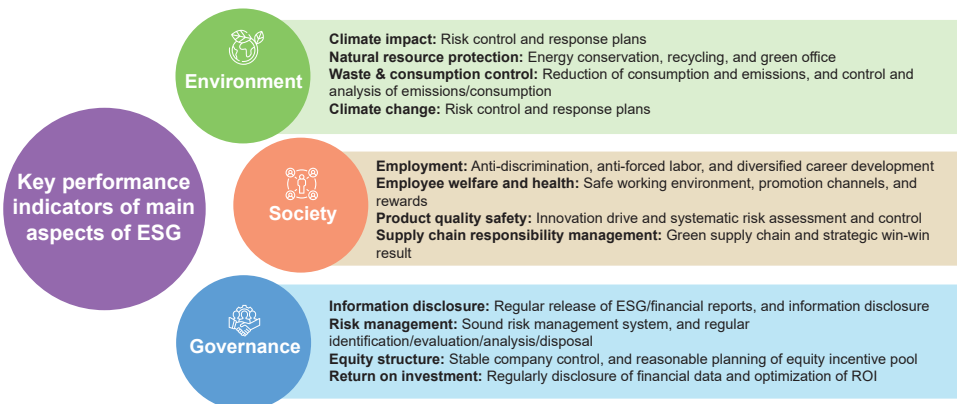 Key performance
indicators of main
aspects of ESG
Environment
Climate impact: Risk control and response plans
Natural resource protection: Energy conservation, recycling, and green office
Waste & consumption control: Reduction of consumption and emissions, and control and
analysis of emissions/consumption
Climate change: Risk control and response plans
Society
Employment: Anti-discrimination, anti-forced labor, and diversified career development
Employee welfare and health: Safe working environment, promotion channels, and
rewards
Product quality safety: Innovation drive and systematic risk assessment and control
Supply chain responsibility management: Green supply chain and strategic win-win
result
Governance
Information disclosure: Regular release of ESG/financial reports, and information disclosure
Risk management: Sound risk management system, and regular
identification/evaluation/analysis/disposal
Equity structure: Stable company control, and reasonable planning of equity incentive pool
Return on investment: Regularly disclosure of financial data and optimization of ROI